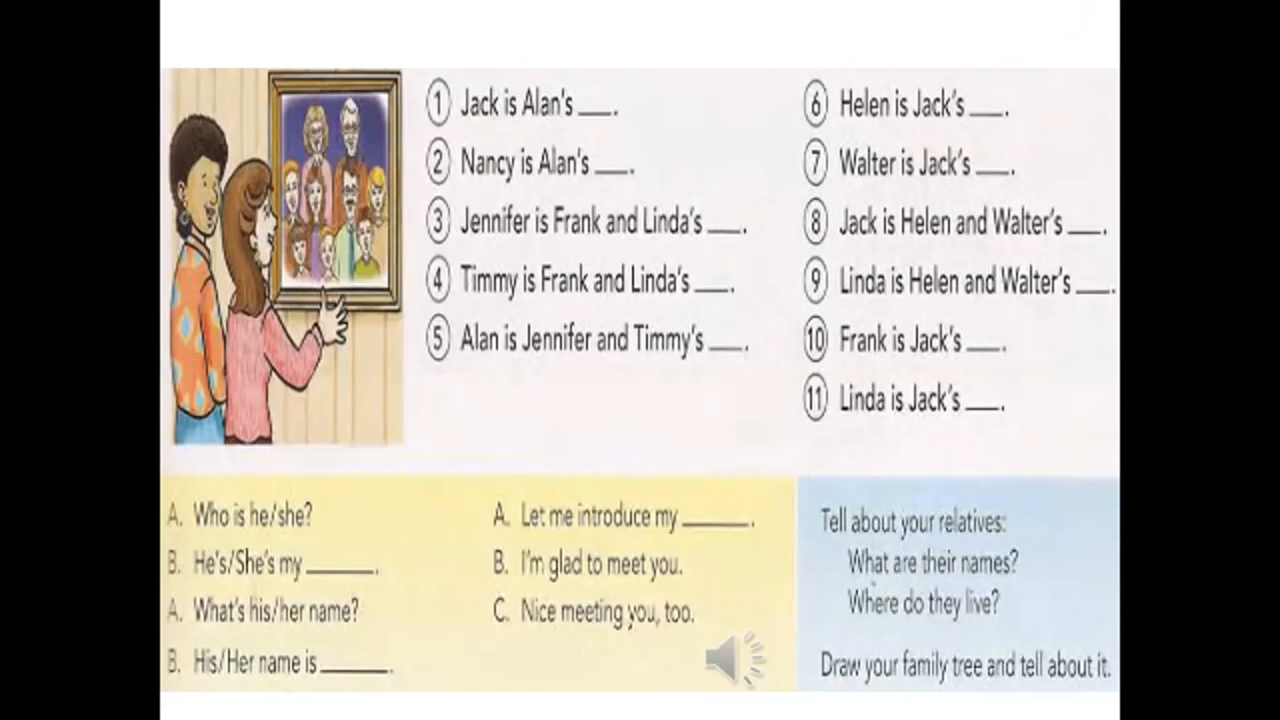 1 Jack is Alan's ___.
2 Nancy is Alan's ___.
3 Jennifer is Frank and Linda's ___.
4 Timmy is Frank and Linda's ___.
5 Alan is Jennifer and Timmy's ___.
6 Helen is Jack's ___.
7 Walter is Jack's ___.
8 Jack is Helen and Walter's ___.
9 Linda is Helen and Walter's ___.
10 Frank is Jack's ___.
11 Linda is Jack's ___.
A. Who is he/she?
B. He's/She's my ______.
A. What's his/her name?
B. His/Her name is ______.
A. Let me introduce my ______.
B. I'm glad to meet you.
C. Nice meeting you, too.
Tell about your relatives:
What are their names?
Where do they live?
Draw your family tree and tell about it.